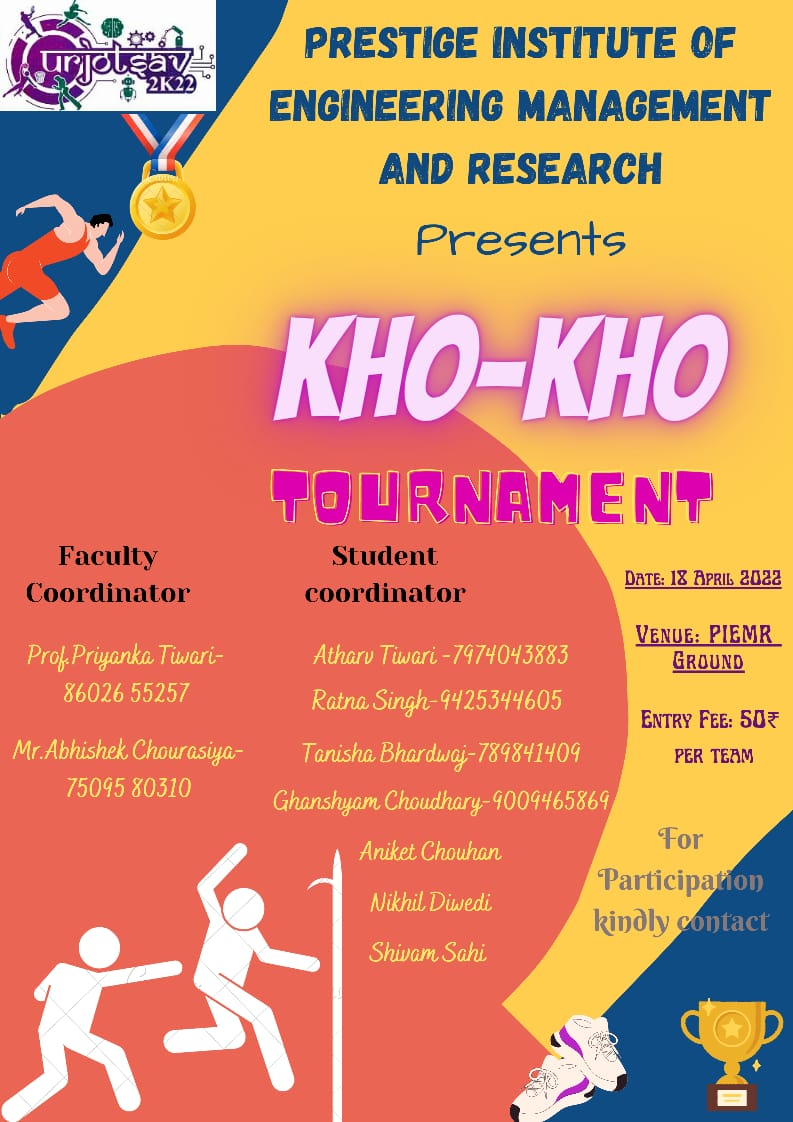 urjotsav
2K22
PRESTIGE INSTITUTE OF
ENGINEERING MANAGEMENT
AND RESEARCH
Presents
KHO-KHO
TOURNAMENT
Faculty
Coordinator
Prof.Priyanka Tiwari-
86026 55257
Mr.Abhishek Chourasiya-
75095 80310
Student
coordinator
Atharv Tiwari -7974043883
Ratna Singh-9425344605
Tanisha Bhardwaj-789841409
Ghanshyam Choudhary-9009465869
Aniket Chouhan
Nikhil Diwedi
Shivam Sahi
Date: 18 April 2022
Venue: PIEMR
Ground
Entry Fee: 50₹
per team
For
Participation
kindly contact